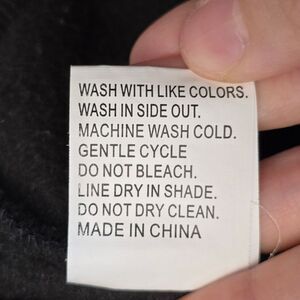 WASH WITH LIKE COLORS.
WASH IN SIDE OUT.
MACHINE WASH COLD.
GENTLE CYCLE
DO NOT BLEACH.
LINE DRY IN SHADE.
DO NOT DRY CLEAN.
MADE IN CHINA